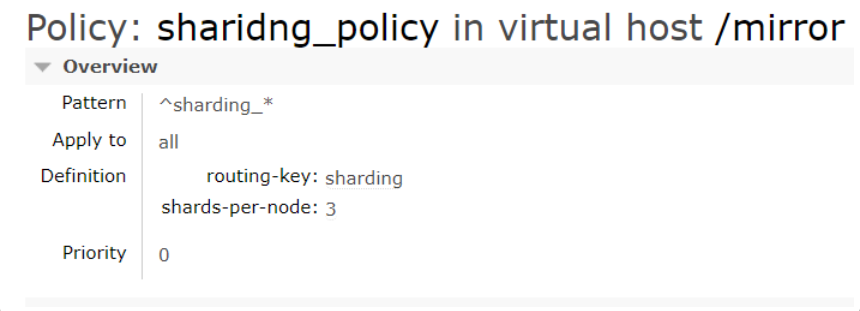 Policy: sharidng_policy in virtual host /mirror
Overview
Pattern ^sharding_*
Apply to all
Definition routing-key: sharding
shards-per-node: 3
Priority 0